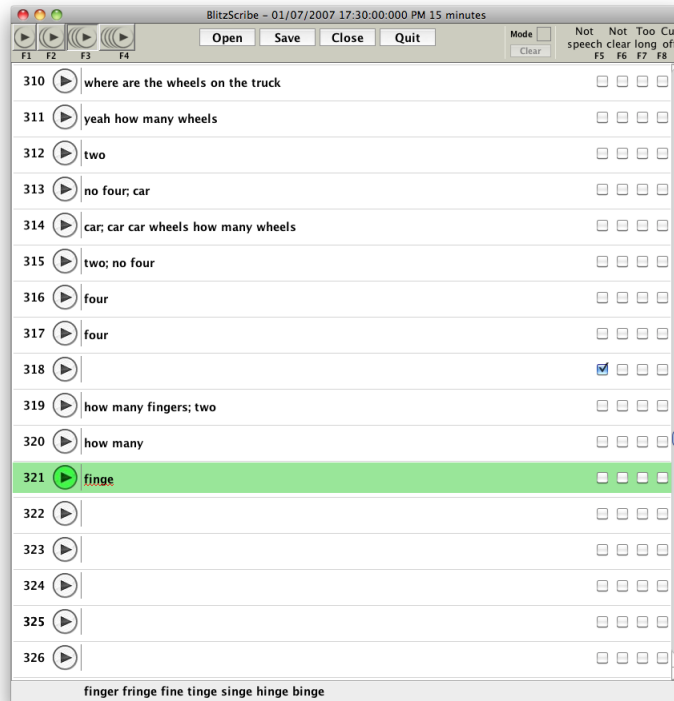 BlitzScribe – 01/07/2007 17:30:00:000 PM 15 minutes
F1 F2 F3 F4
Open Save Close Quit
Mode
Clear
Not Not Too Cu
speech clear long of
F5 F6 F7 F8
310 where are the wheels on the truck
311 yeah how many wheels
312 two
313 no four; car
314 car; car car wheels how many wheels
315 two; no four
316 four
317 four
318
319 how many fingers; two
320 how many
321 finge
322
323
324
325
326
finger fringe fine tinge singe hinge binge